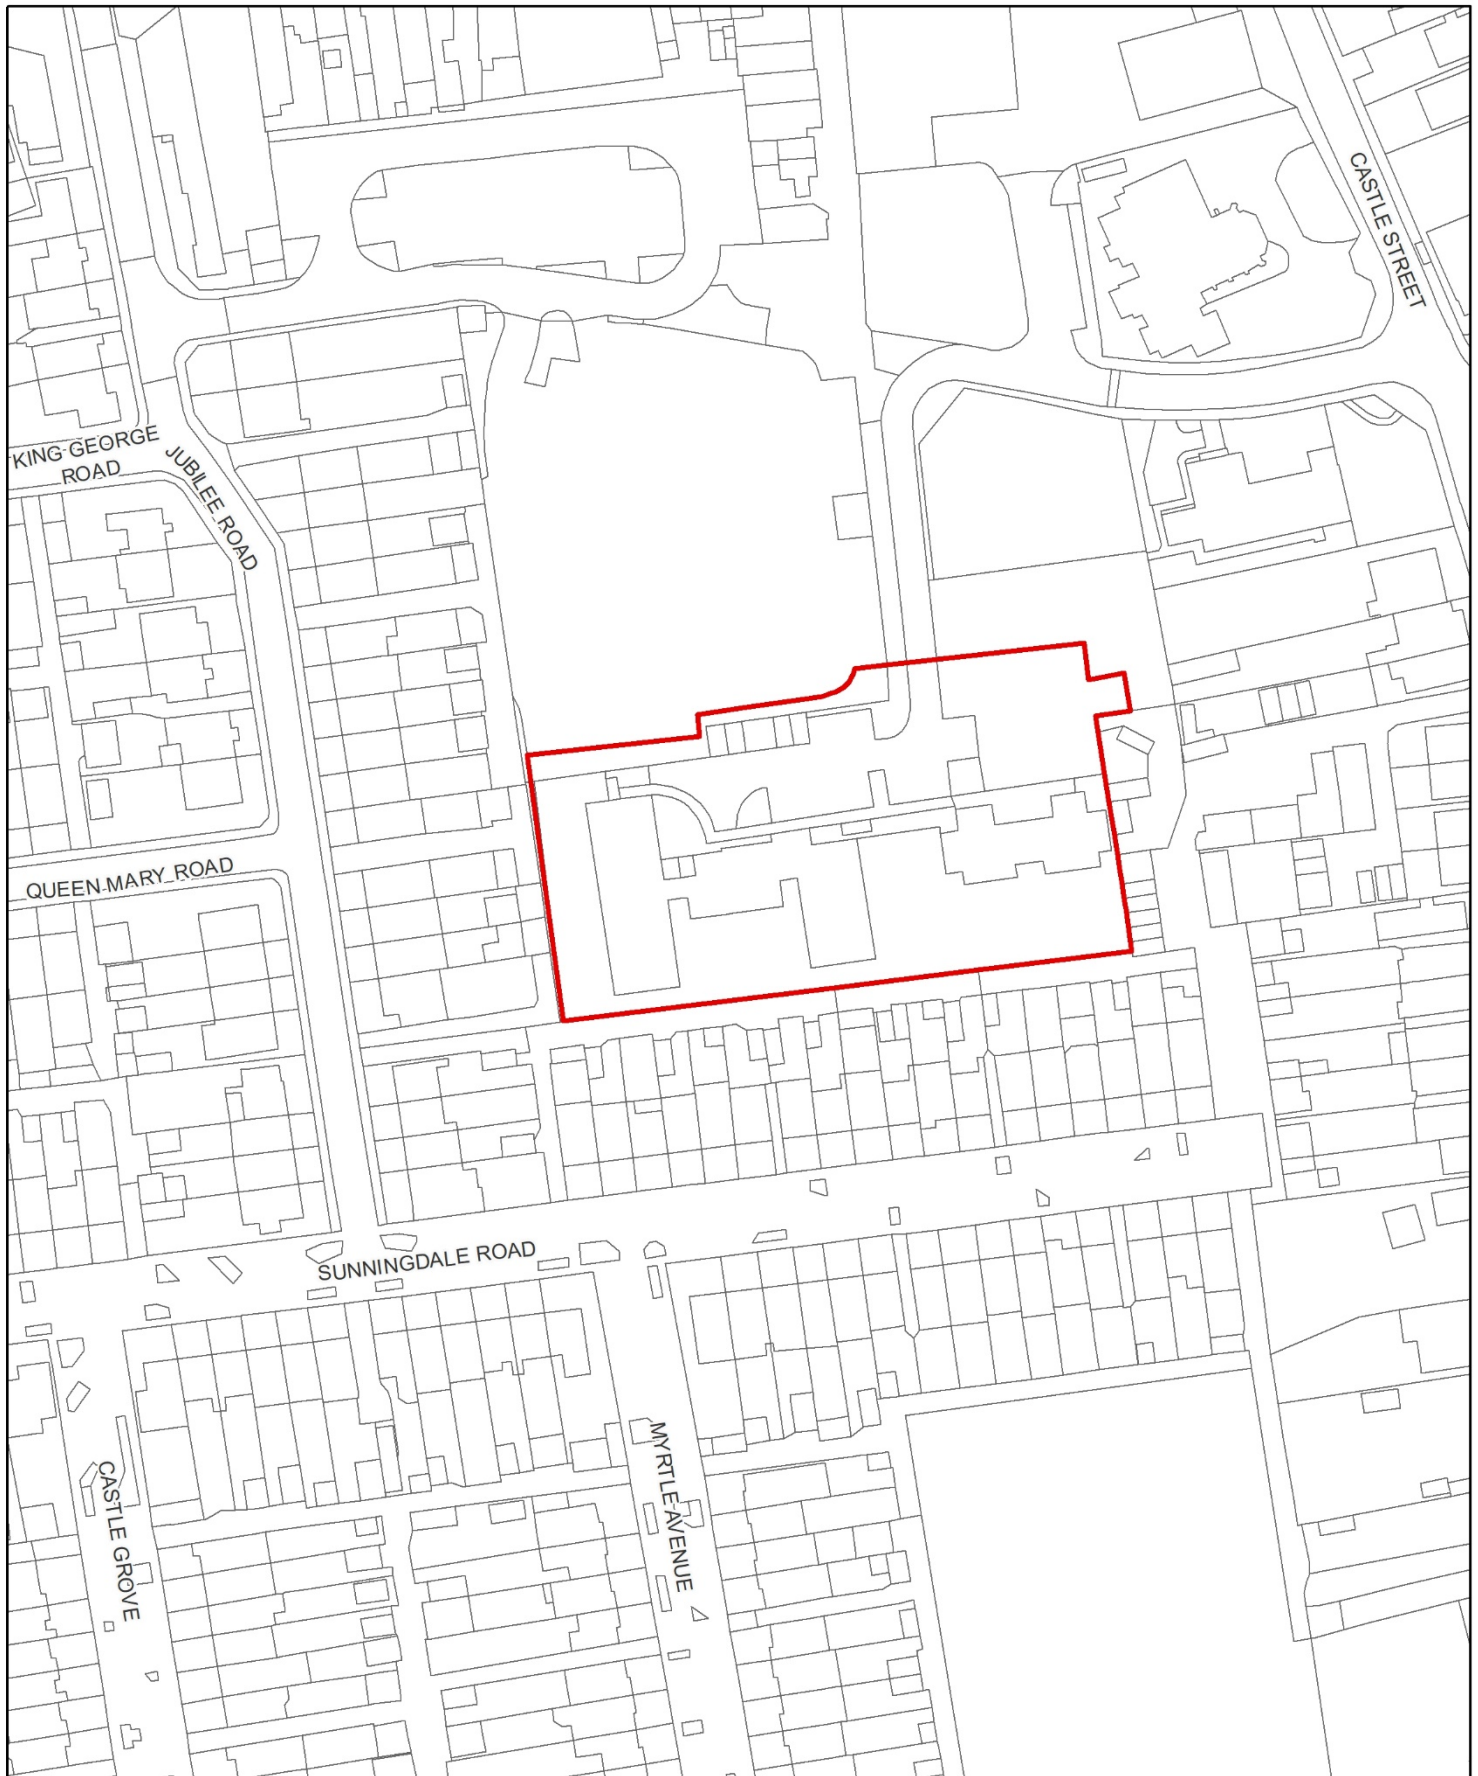 CASTLE STREET
KING GEORGE
ROAD
JUBILEE ROAD
QUEEN MARY ROAD
SUNNINGDALE ROAD
MYRTLE AVENUE
CASTLE GROVE